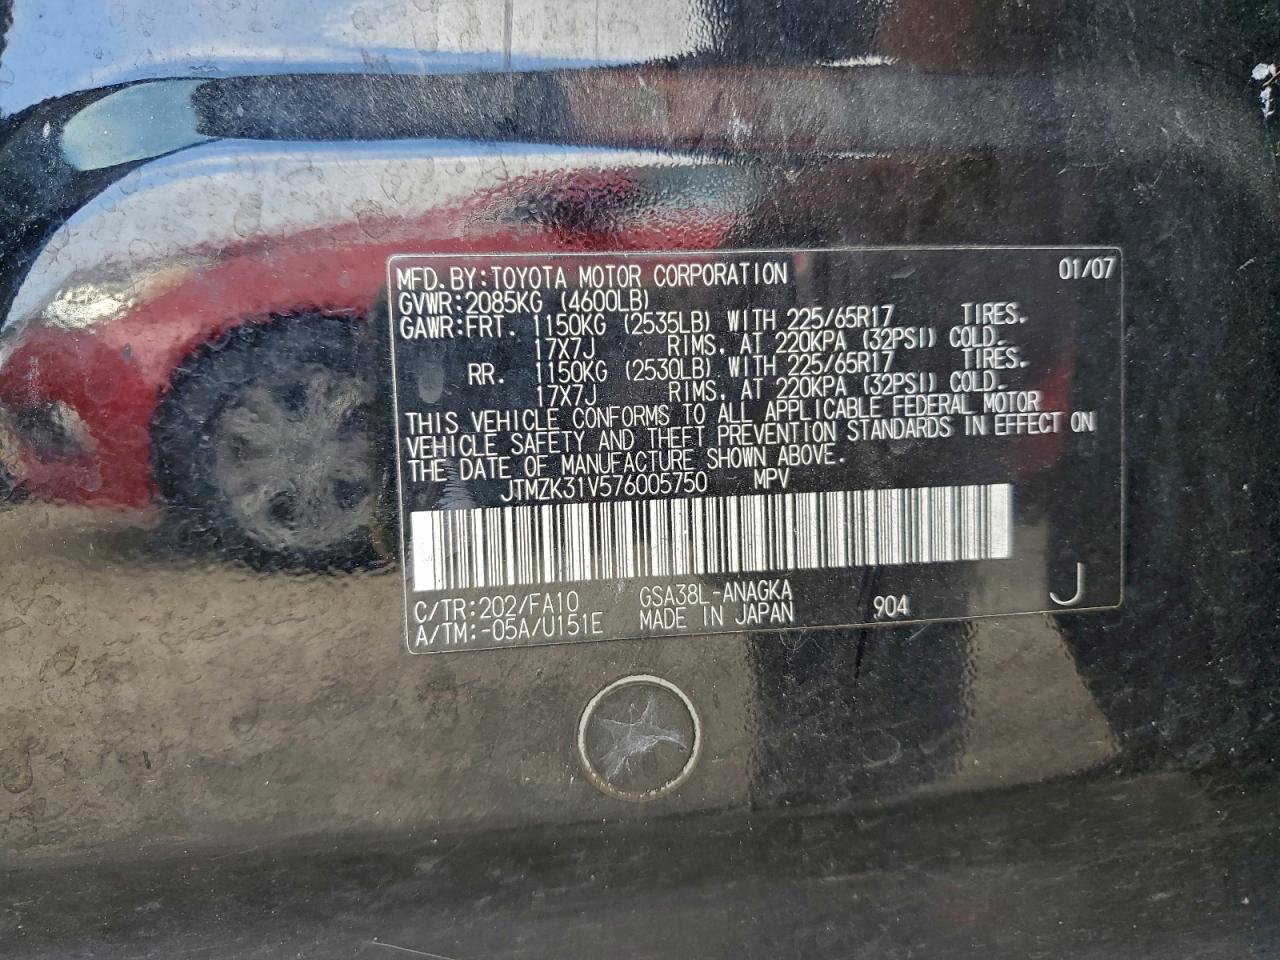 MFD.BY:TOYOTA MOTOR CORPORATION 01/07
GVWR:2085KG (4600LB)
GAWR:FRT. 1150KG (2535LB) WITH 225/65R17 TIRES.
17X7J RIMS, AT 220KPA (32PSI) COLD.
RR. 1150KG (2530LB) WITH 225/65R17 TIRES.
17X7J RIMS, AT 220KPA (32PSI) COLD.
THIS VEHICLE CONFORMS TO ALL APPLICABLE FEDERAL MOTOR
VEHICLE SAFETY AND THEFT PREVENTION STANDARDS IN EFFECT ON
THE DATE OF MANUFACTURE SHOWN ABOVE.
JTMZK31V576005750 MPV
C/TR:202/FA10 GSA38L-ANAGKA
A/TM:-05A/U151E MADE IN JAPAN 904 J